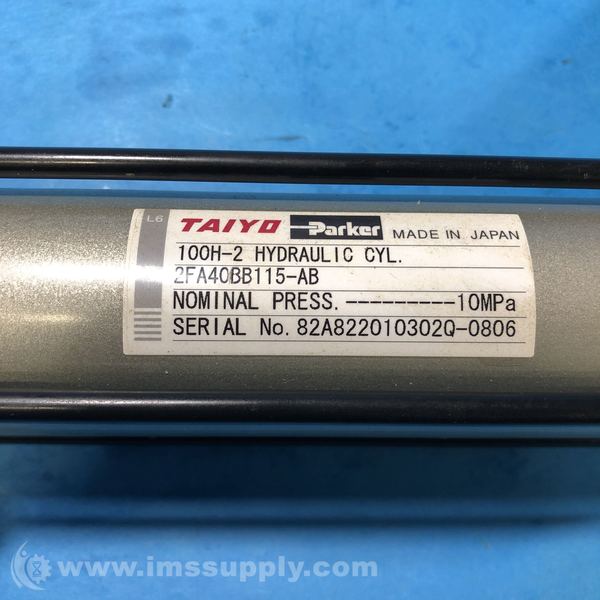 L6
TAIYO Parker MADE IN JAPAN
100H-2 HYDRAULIC CYL.
2FA40BB115-AB
NOMINAL PRESS.----------10MPa
SERIAL No. 82A822010302Q-0806
www.imssupply.com